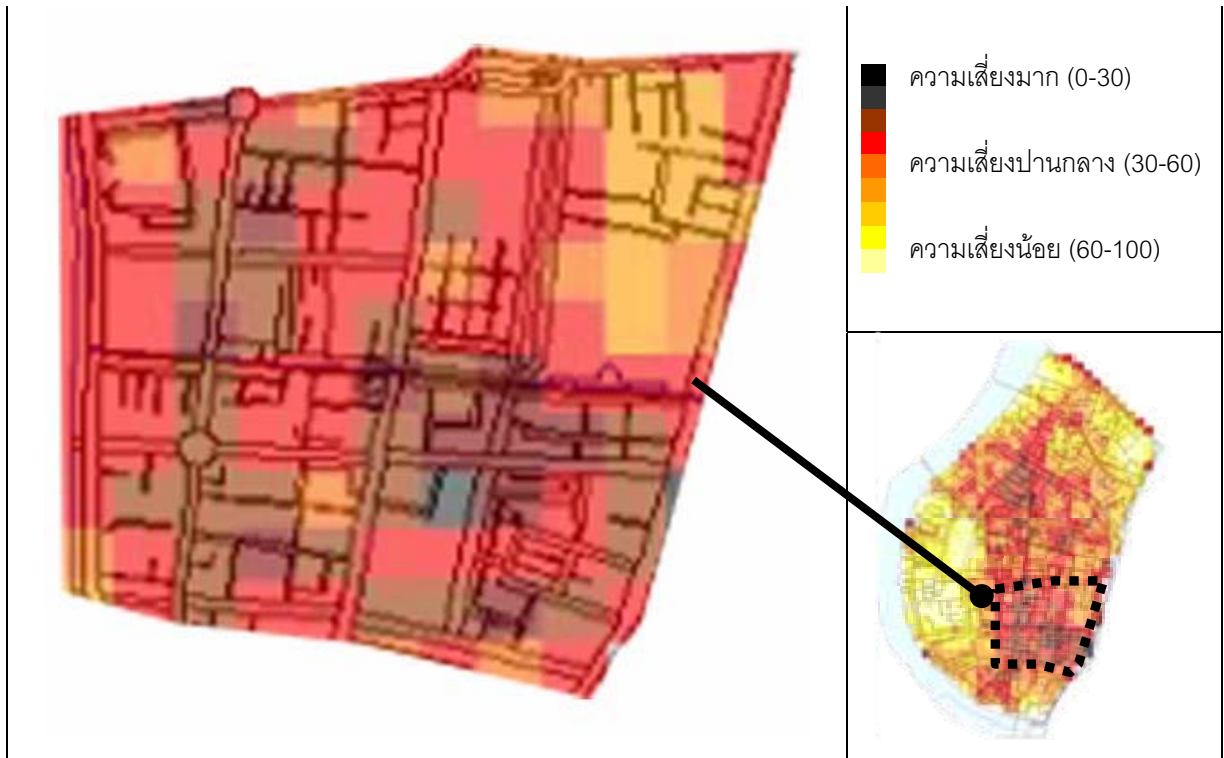 ความเสี่ยงมาก (0-30)
ความเสี่ยงปานกลาง (30-60)
ความเสี่ยงน้อย (60-100)